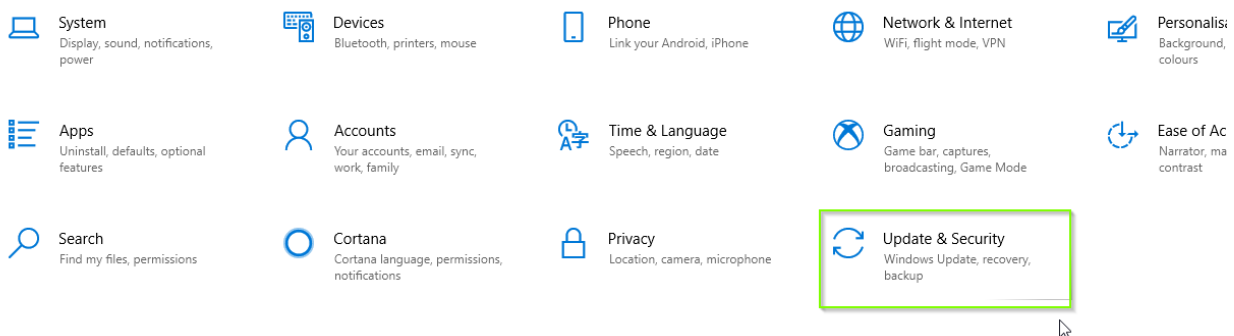 System
Display, sound, notifications,
power
Devices
Bluetooth, printers, mouse
Phone
Link your Android, iPhone
Network & Internet
WiFi, flight mode, VPN
Personalisa
Background,
colours
Apps
Uninstall, defaults, optional
features
Accounts
Your accounts, email, sync,
work, family
Time & Language
Speech, region, date
Gaming
Game bar, captures,
broadcasting, Game Mode
Ease of Ac
Narrator, ma
contrast
Search
Find my files, permissions
Cortana
Cortana language, permissions,
notifications
Privacy
Location, camera, microphone
Update & Security
Windows Update, recovery,
backup